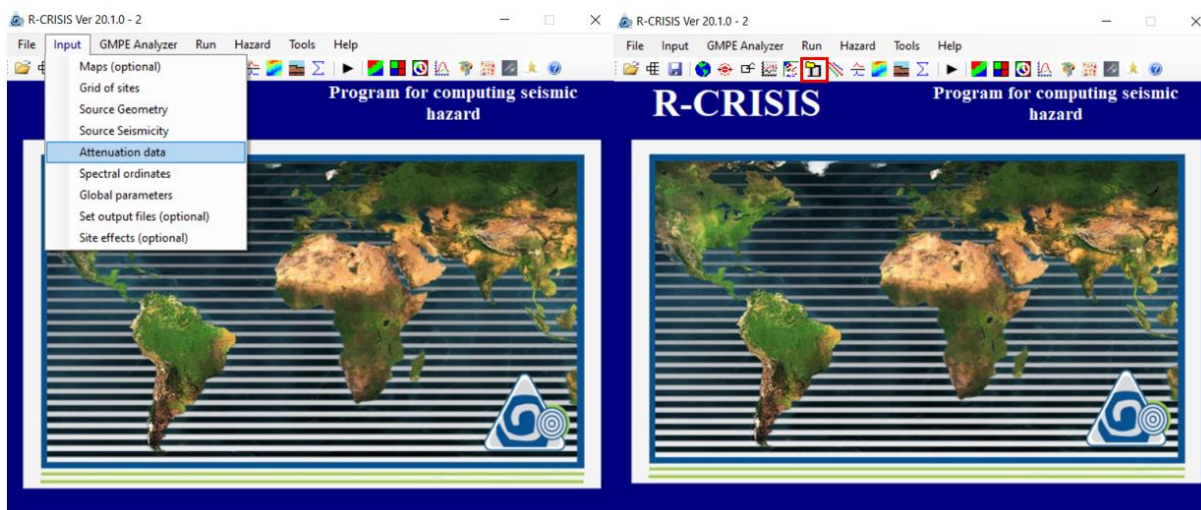 R-CRISIS Ver 20.1.0 - 2
File Input GMPE Analyzer Run Hazard Tools Help
Maps (optional)
Grid of sites
Source Geometry
Source Seismicity
Attenuation data
Spectral ordinates
Global parameters
Set output files (optional)
Site effects (optional)
Program for computing seismic
hazard
R-CRISIS Ver 20.1.0 - 2
File Input GMPE Analyzer Run Hazard Tools Help
R-CRISIS
Program for computing seismic
hazard